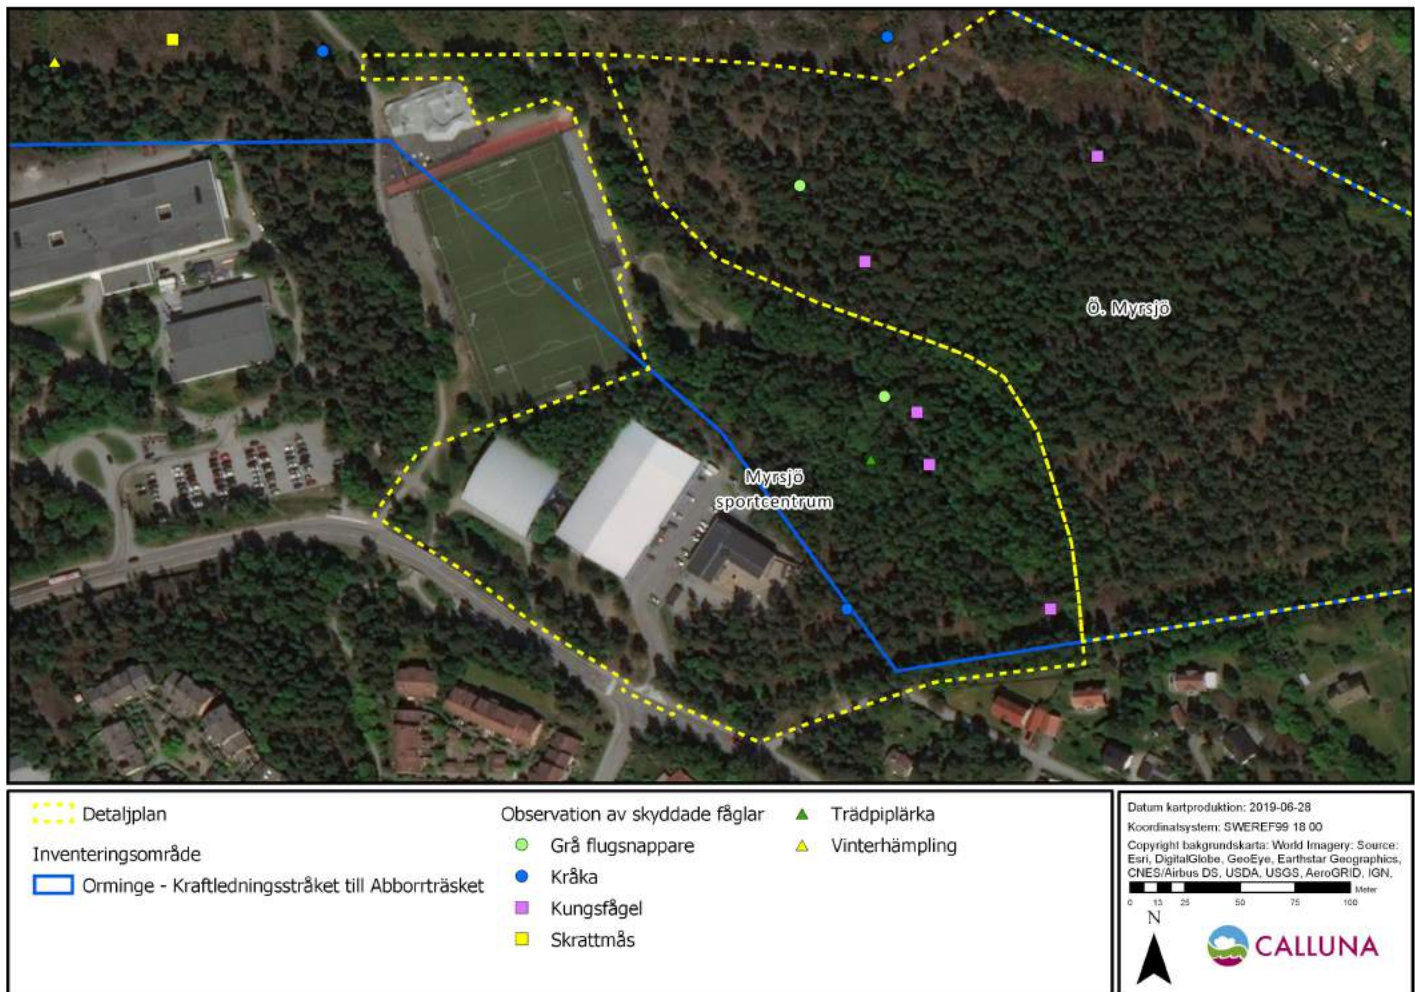 Ö. Myrsjö
Myrsjö
sportcentrum
Detaljplan
Inventeringsområde
Orminge - Kraftledningsstråket till Abborrträsket
Observation av skyddade fåglar
Grå flugsnappare
Kråka
Kungsfågel
Skrattmås
Trädpiplärka
Vinterhämpling
Datum kartproduktion: 2019-06-28
Koordinatsystem: SWEREF99 18 00
Copyright bakgrundskarta: World Imagery: Source:
Esri, DigitalGlobe, GeoEye, Earthstar Geographics,
CNES/Airbus DS, USDA, USGS, AeroGRID, IGN,
Meter
0 13 25 50 75 100
N
CALLUNA